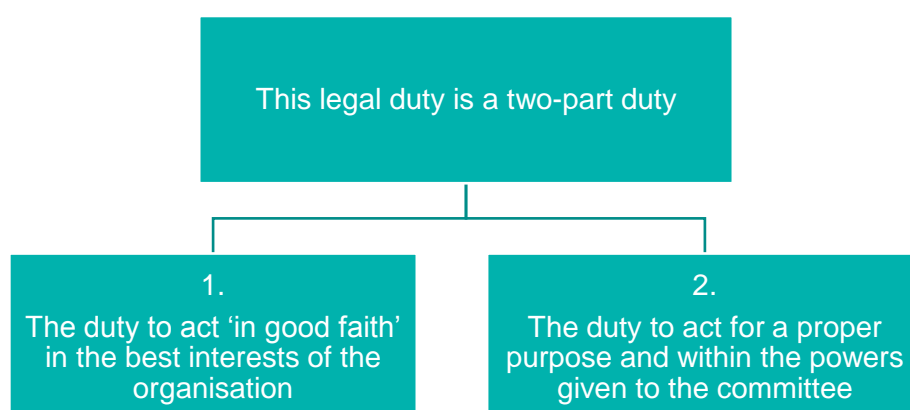 This legal duty is a two-part duty
1.
The duty to act ‘in good faith’
in the best interests of the
organisation
2.
The duty to act for a proper
purpose and within the powers
given to the committee